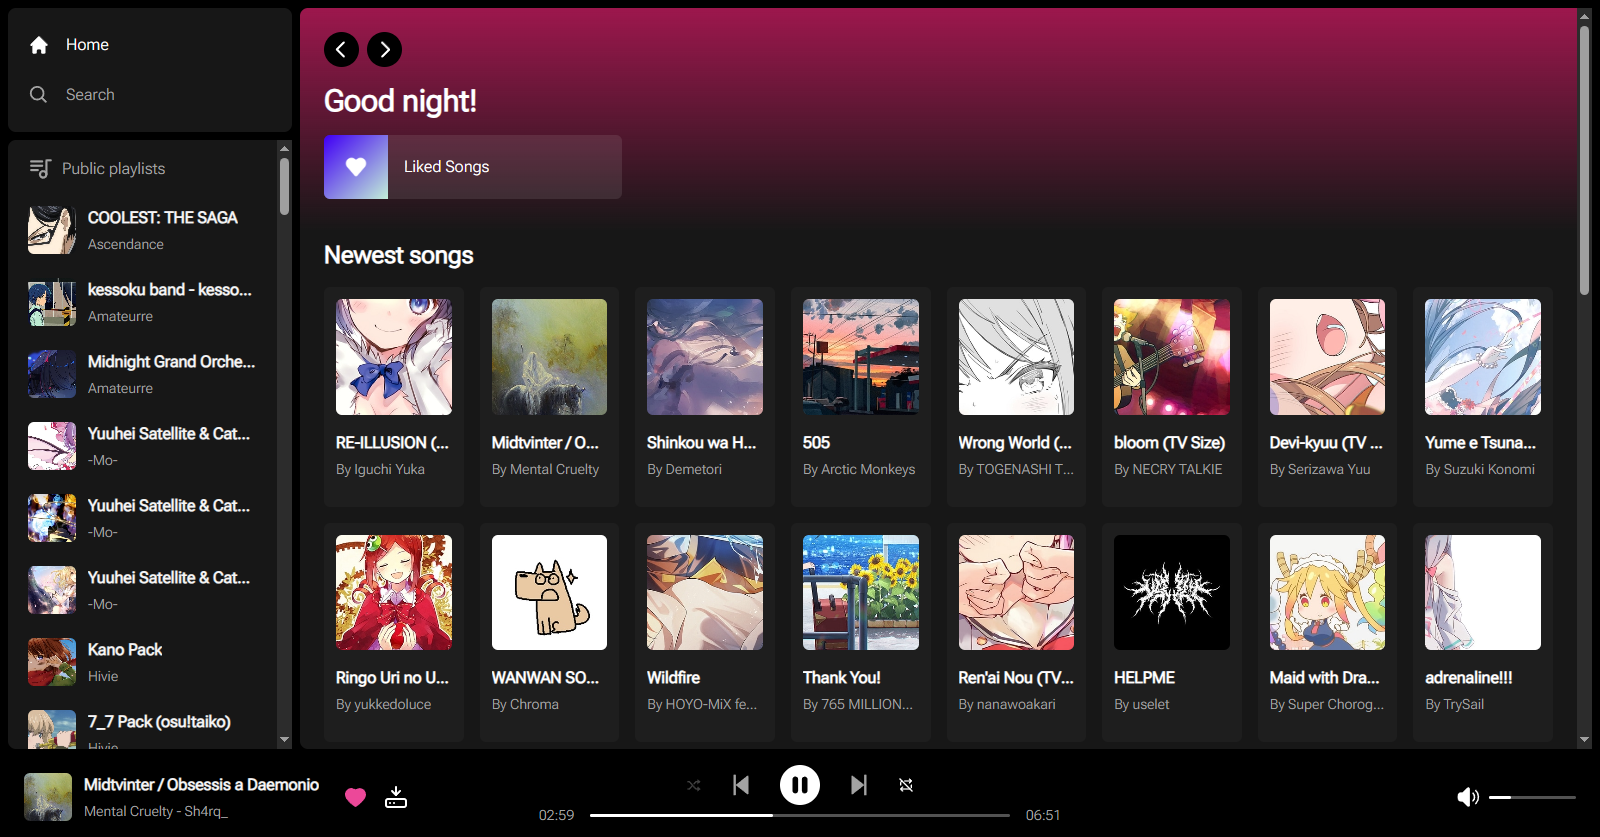 Home
Search
Public playlists
COOLEST: THE SAGA
Ascendance
kessoku band - kesso...
Amateurre
Midnight Grand Orche...
Amateurre
Yuuhei Satellite & Cat...
-Mo-
Yuuhei Satellite & Cat...
-Mo-
Yuuhei Satellite & Cat...
-Mo-
Kano Pack
Hivie
7_7 Pack (osu!taiko)
Hivie
Good night!
Liked Songs
Newest songs
RE-ILLUSION (...
By Iguchi Yuka
Midtvinter / O...
By Mental Cruelty
Shinkou wa H...
By Demetori
505
By Arctic Monkeys
Wrong World (...
By TOGENASHI T...
bloom (TV Size)
By NECRY TALKIE
Devi-kyuu (TV ...
By Serizawa Yuu
Yume e Tsuna...
By Suzuki Konomi
Ringo Uri no U...
By yukkedoluce
WANWAN SO...
By Chroma
Wildfire
By HOYO-MiX fe...
Thank You!
By 765 MILLION...
Ren'ai Nou (TV...
By nanawoakari
HELPME
By uselet
Maid with Dra...
By Super Chorog...
adrenaline!!!
By TrySail
Midtvinter / Obsessis a Daemonio
Mental Cruelty - Sh4rq_
02:59
06:51